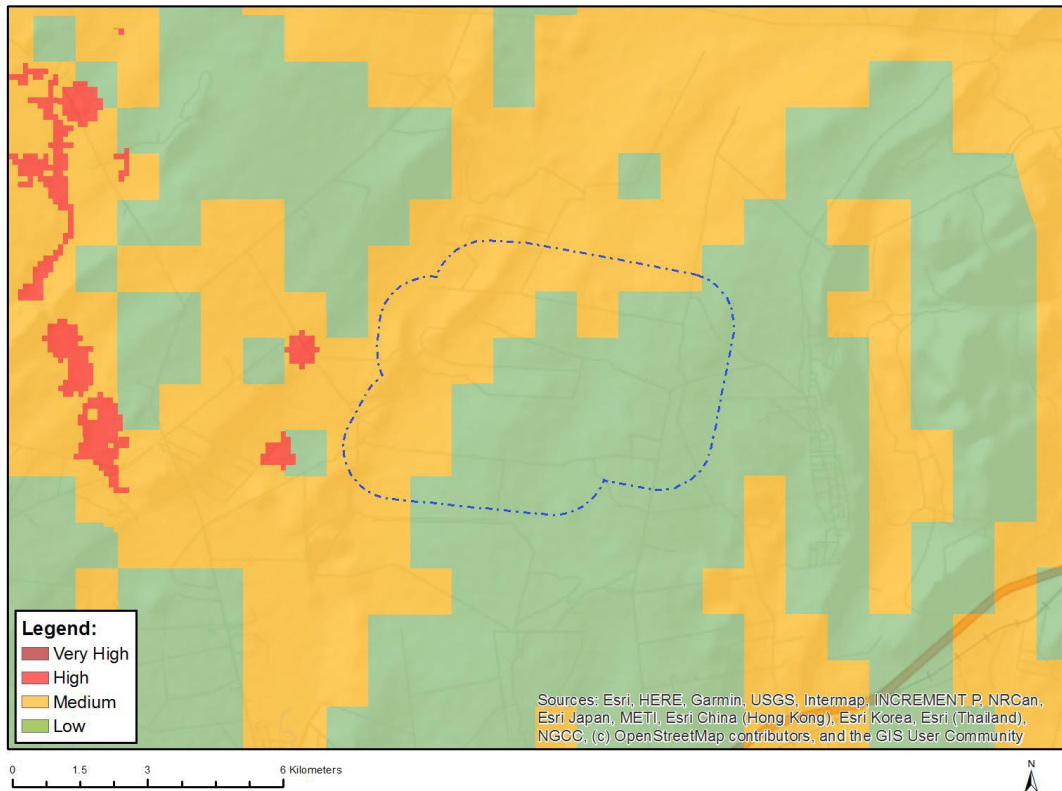 Legend:
Very High
High
Medium
Low
Sources: Esri, HERE, Garmin, USGS, Intermap, INCREMENT P, NRCan,
Esri Japan, METI, Esri China (Hong Kong), Esri Korea, Esri (Thailand),
NGCC, (c) OpenStreetMap contributors, and the GIS User Community
0 1.5 3 6 Kilometers
N